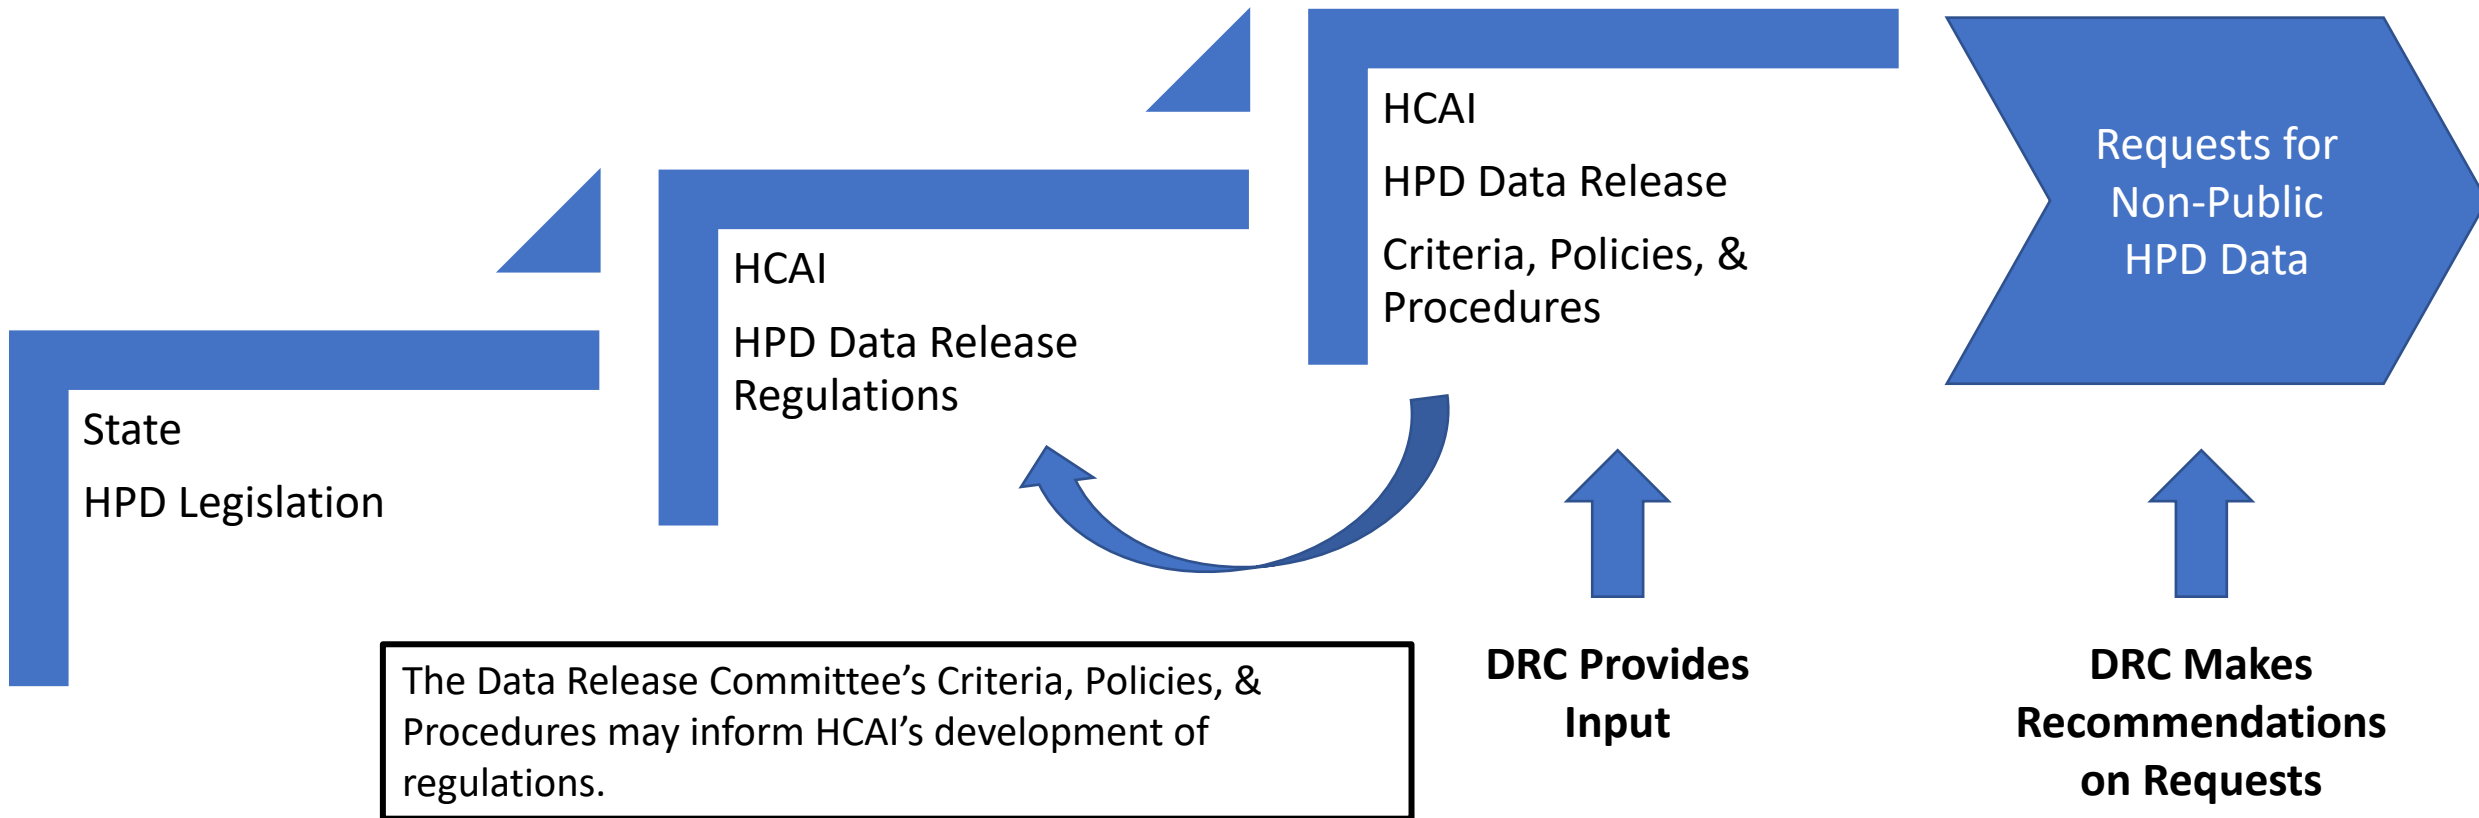 State
HPD Legislation
HCAI
HPD Data Release
Regulations
HCAI
HPD Data Release
Criteria, Policies, &
Procedures
Requests for
Non-Public
HPD Data
The Data Release Committee’s Criteria, Policies, &
Procedures may inform HCAI’s development of
regulations.
DRC Provides
Input
DRC Makes
Recommendations
on Requests